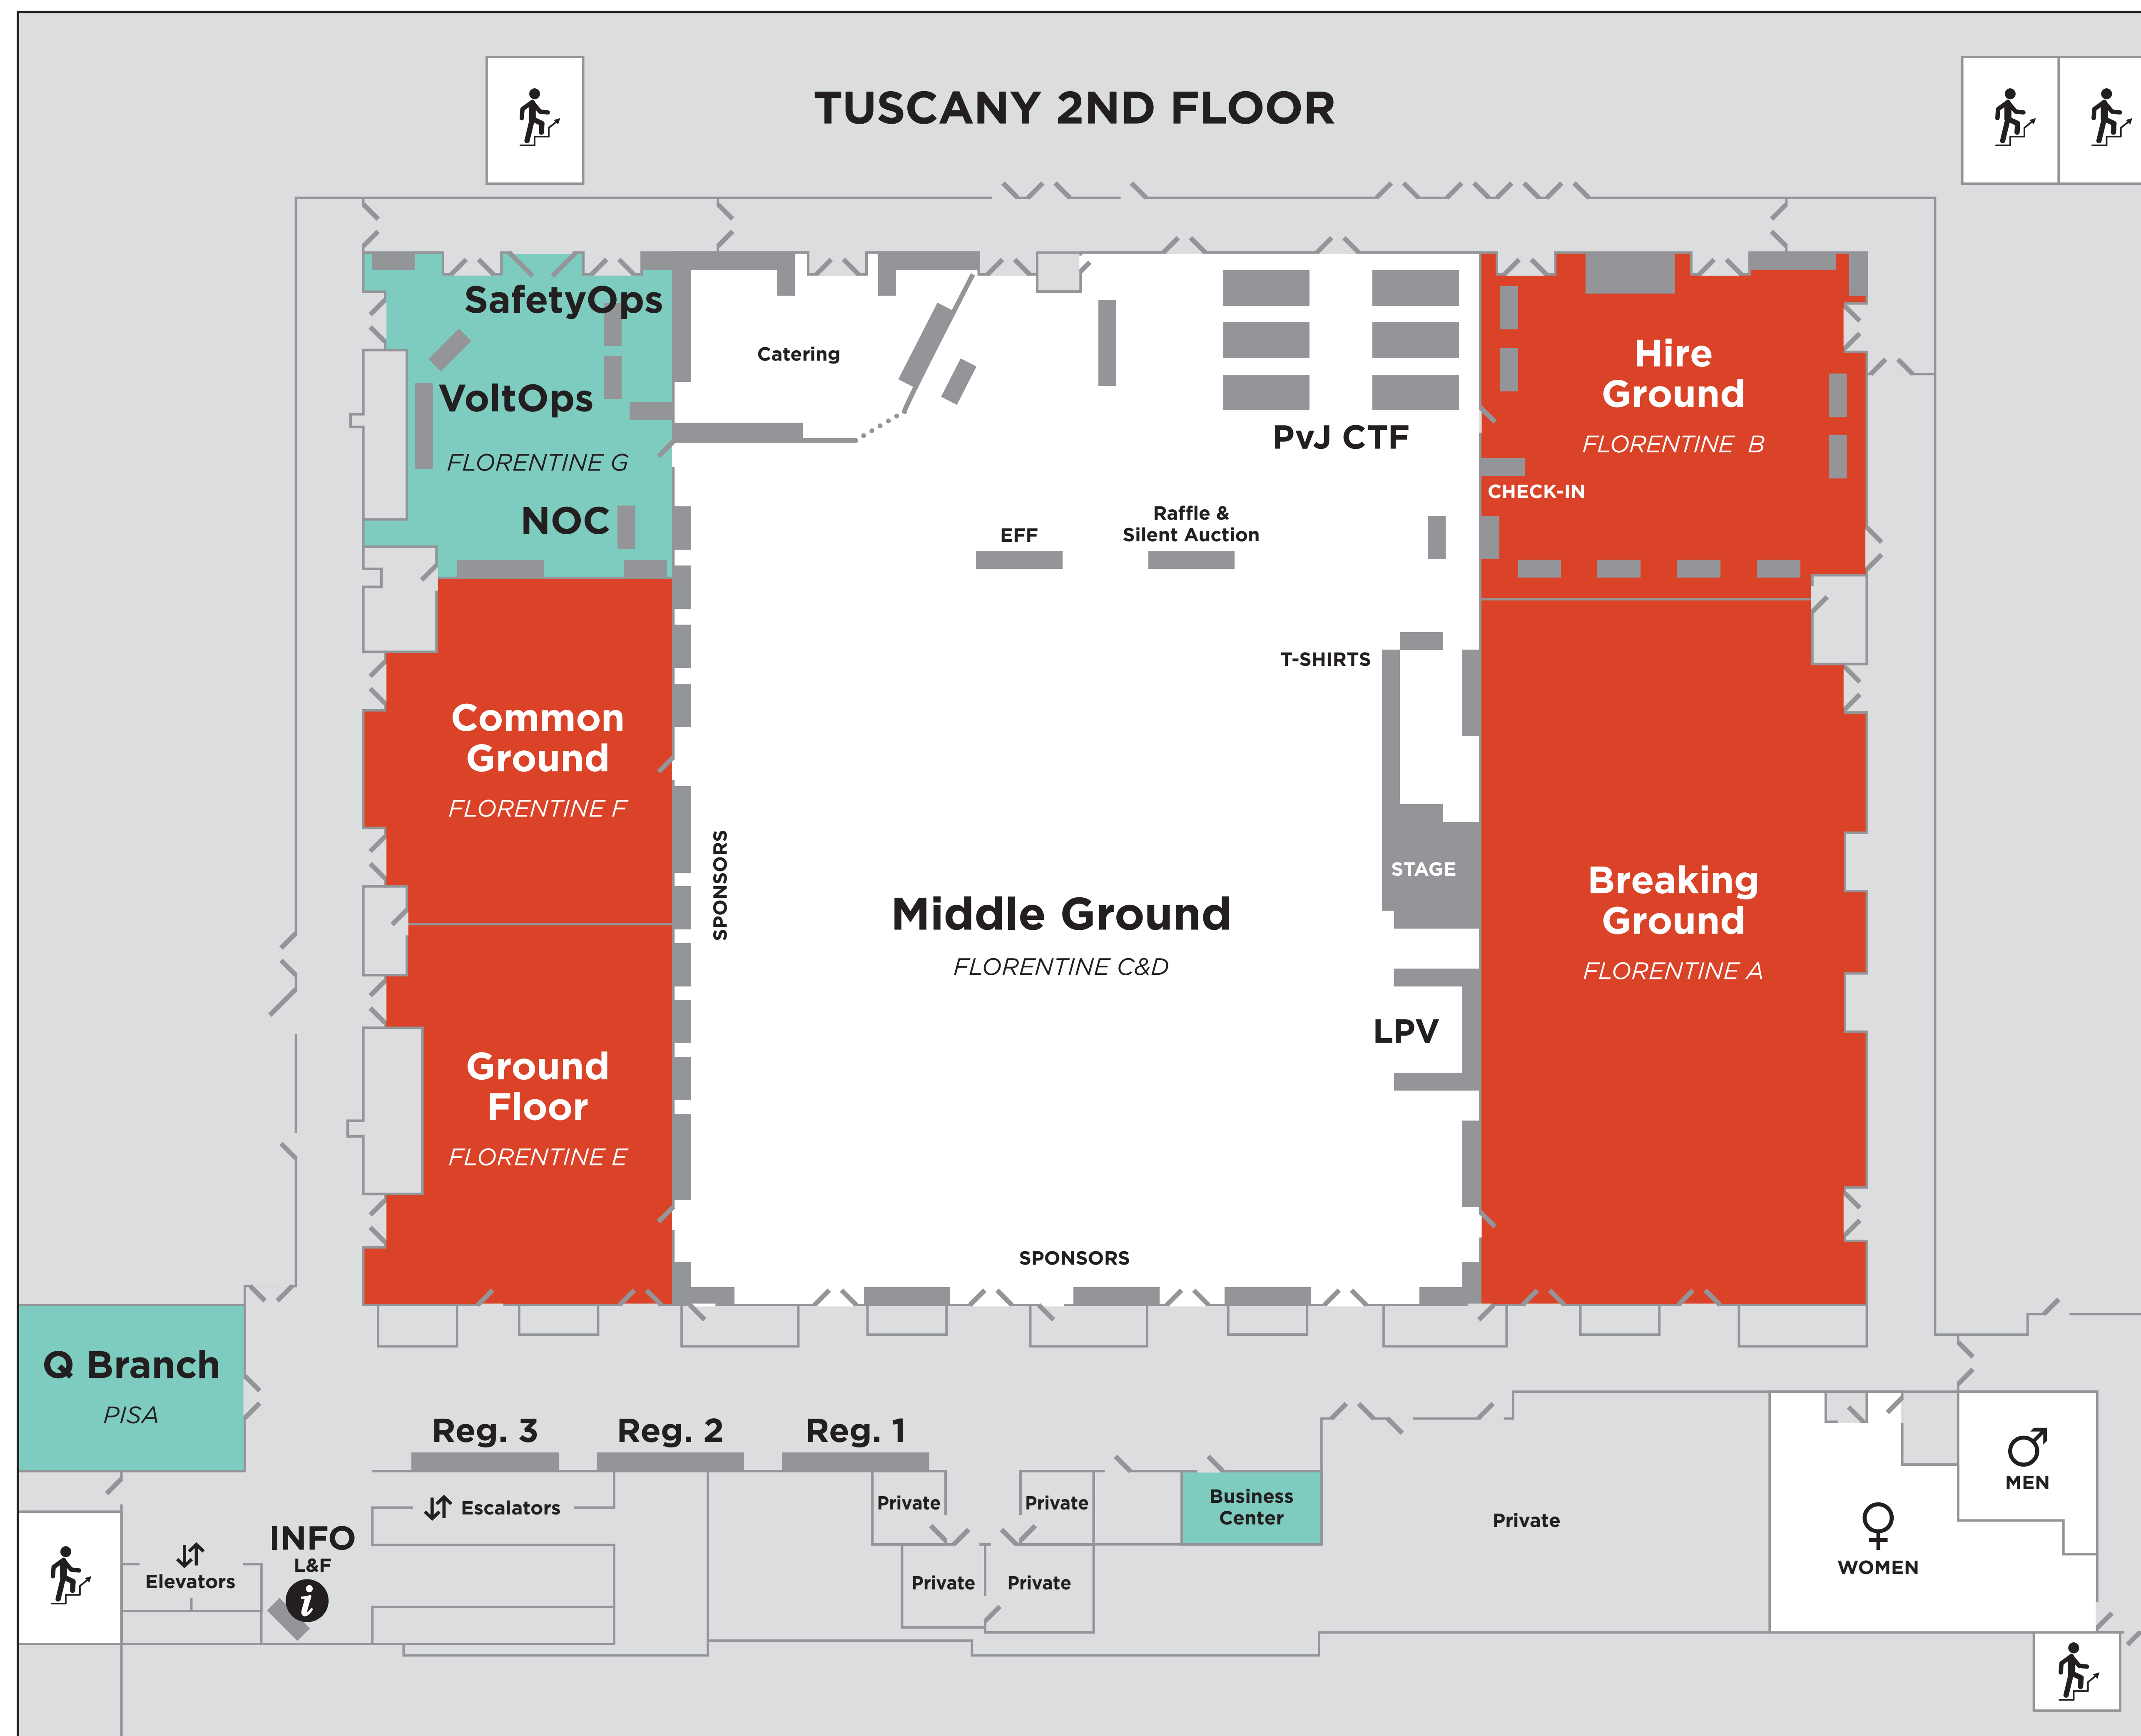 TUSCANY 2ND FLOOR
SafetyOps
VoltOps
FLORENTINE G
NOC
Catering
PvJ CTF
EFF
Raffle &
Silent Auction
Hire
Ground
FLORENTINE B
CHECK-IN
T-SHIRTS
Common
Ground
FLORENTINE F
SPONSORS
STAGE
Middle Ground
FLORENTINE C&D
Breaking
Ground
FLORENTINE A
LPV
Ground
Floor
FLORENTINE E
SPONSORS
Q Branch
PISA
Reg. 3
Reg. 2
Reg. 1
Escalators
Private
Private
Business
Center
Private
MEN
INFO
L&F
i
Elevators
Private
Private
WOMEN